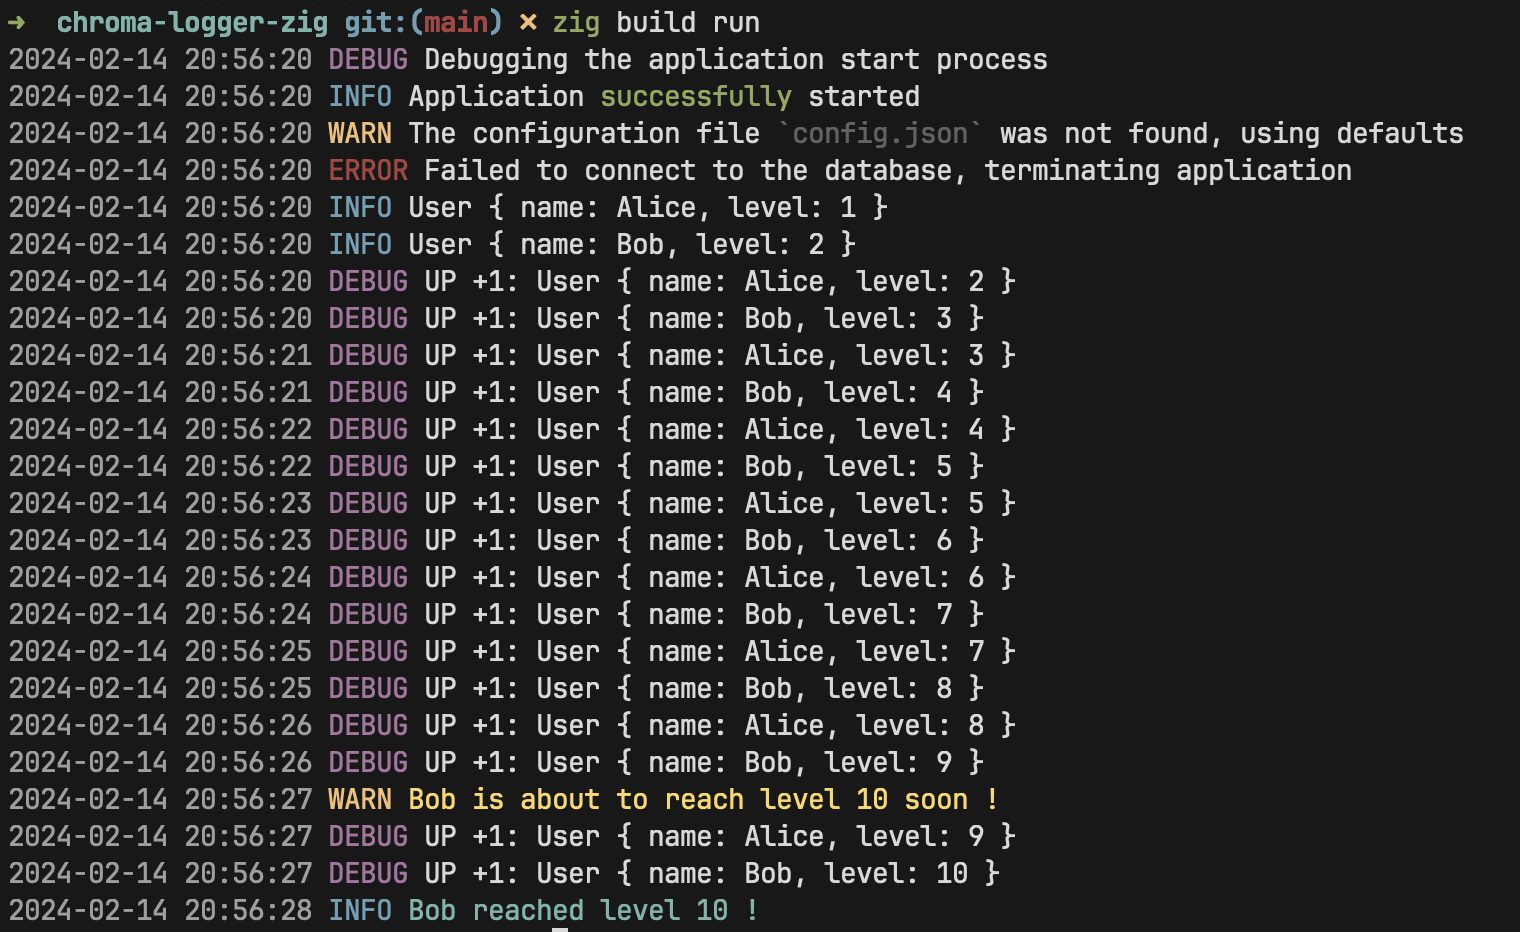 ➜  chroma-logger-zig git:(main) ✗ zig build run
2024-02-14 20:56:20 DEBUG Debugging the application start process
2024-02-14 20:56:20 INFO Application successfully started
2024-02-14 20:56:20 WARN The configuration file `config.json` was not found, using defaults
2024-02-14 20:56:20 ERROR Failed to connect to the database, terminating application
2024-02-14 20:56:20 INFO User { name: Alice, level: 1 }
2024-02-14 20:56:20 INFO User { name: Bob, level: 2 }
2024-02-14 20:56:20 DEBUG UP +1: User { name: Alice, level: 2 }
2024-02-14 20:56:20 DEBUG UP +1: User { name: Bob, level: 3 }
2024-02-14 20:56:21 DEBUG UP +1: User { name: Alice, level: 3 }
2024-02-14 20:56:21 DEBUG UP +1: User { name: Bob, level: 4 }
2024-02-14 20:56:22 DEBUG UP +1: User { name: Alice, level: 4 }
2024-02-14 20:56:22 DEBUG UP +1: User { name: Bob, level: 5 }
2024-02-14 20:56:23 DEBUG UP +1: User { name: Alice, level: 5 }
2024-02-14 20:56:23 DEBUG UP +1: User { name: Bob, level: 6 }
2024-02-14 20:56:24 DEBUG UP +1: User { name: Alice, level: 6 }
2024-02-14 20:56:24 DEBUG UP +1: User { name: Bob, level: 7 }
2024-02-14 20:56:25 DEBUG UP +1: User { name: Alice, level: 7 }
2024-02-14 20:56:25 DEBUG UP +1: User { name: Bob, level: 8 }
2024-02-14 20:56:26 DEBUG UP +1: User { name: Alice, level: 8 }
2024-02-14 20:56:26 DEBUG UP +1: User { name: Bob, level: 9 }
2024-02-14 20:56:27 WARN Bob is about to reach level 10 soon !
2024-02-14 20:56:27 DEBUG UP +1: User { name: Alice, level: 9 }
2024-02-14 20:56:27 DEBUG UP +1: User { name: Bob, level: 10 }
2024-02-14 20:56:28 INFO Bob reached level 10 !